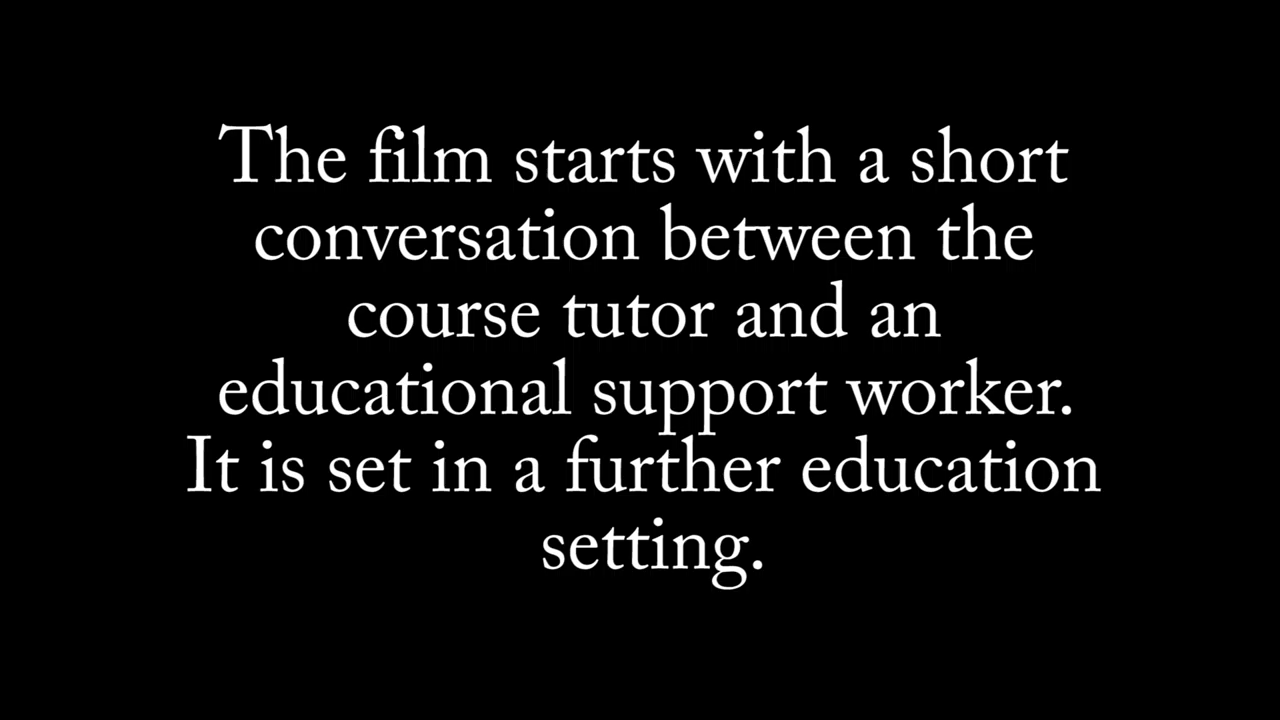 The film starts with a short
conversation between the
course tutor and an
educational support worker.
It is set in a further education
setting.